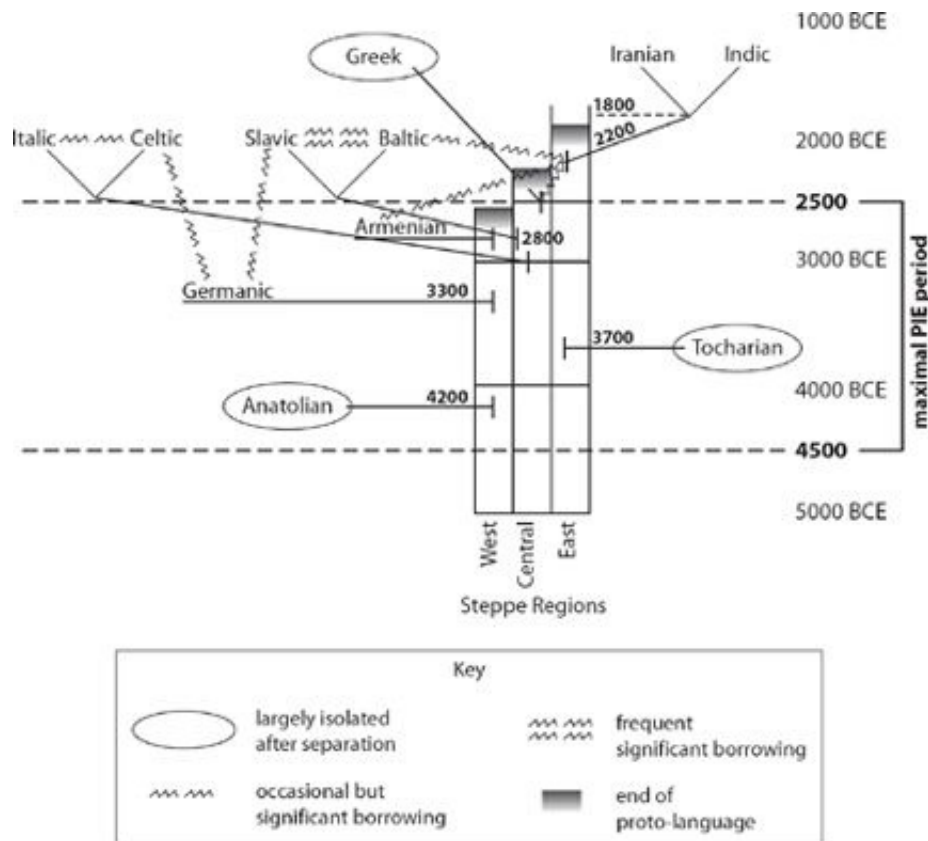 1000 BCE
Greek
Iranian Indic
1800
2200
2000 BCE
Italic Celtic Slavic Baltic
2500
Armenian
2800
3000 BCE
Germanic
3300
3700
Tocharian
maximal PIE period
4000 BCE
Anatolian
4200
4500
5000 BCE
West
Central
East
Steppe Regions
Key
largely isolated
after separation
frequent
significant borrowing
occasional but
significant borrowing
end of
proto-language